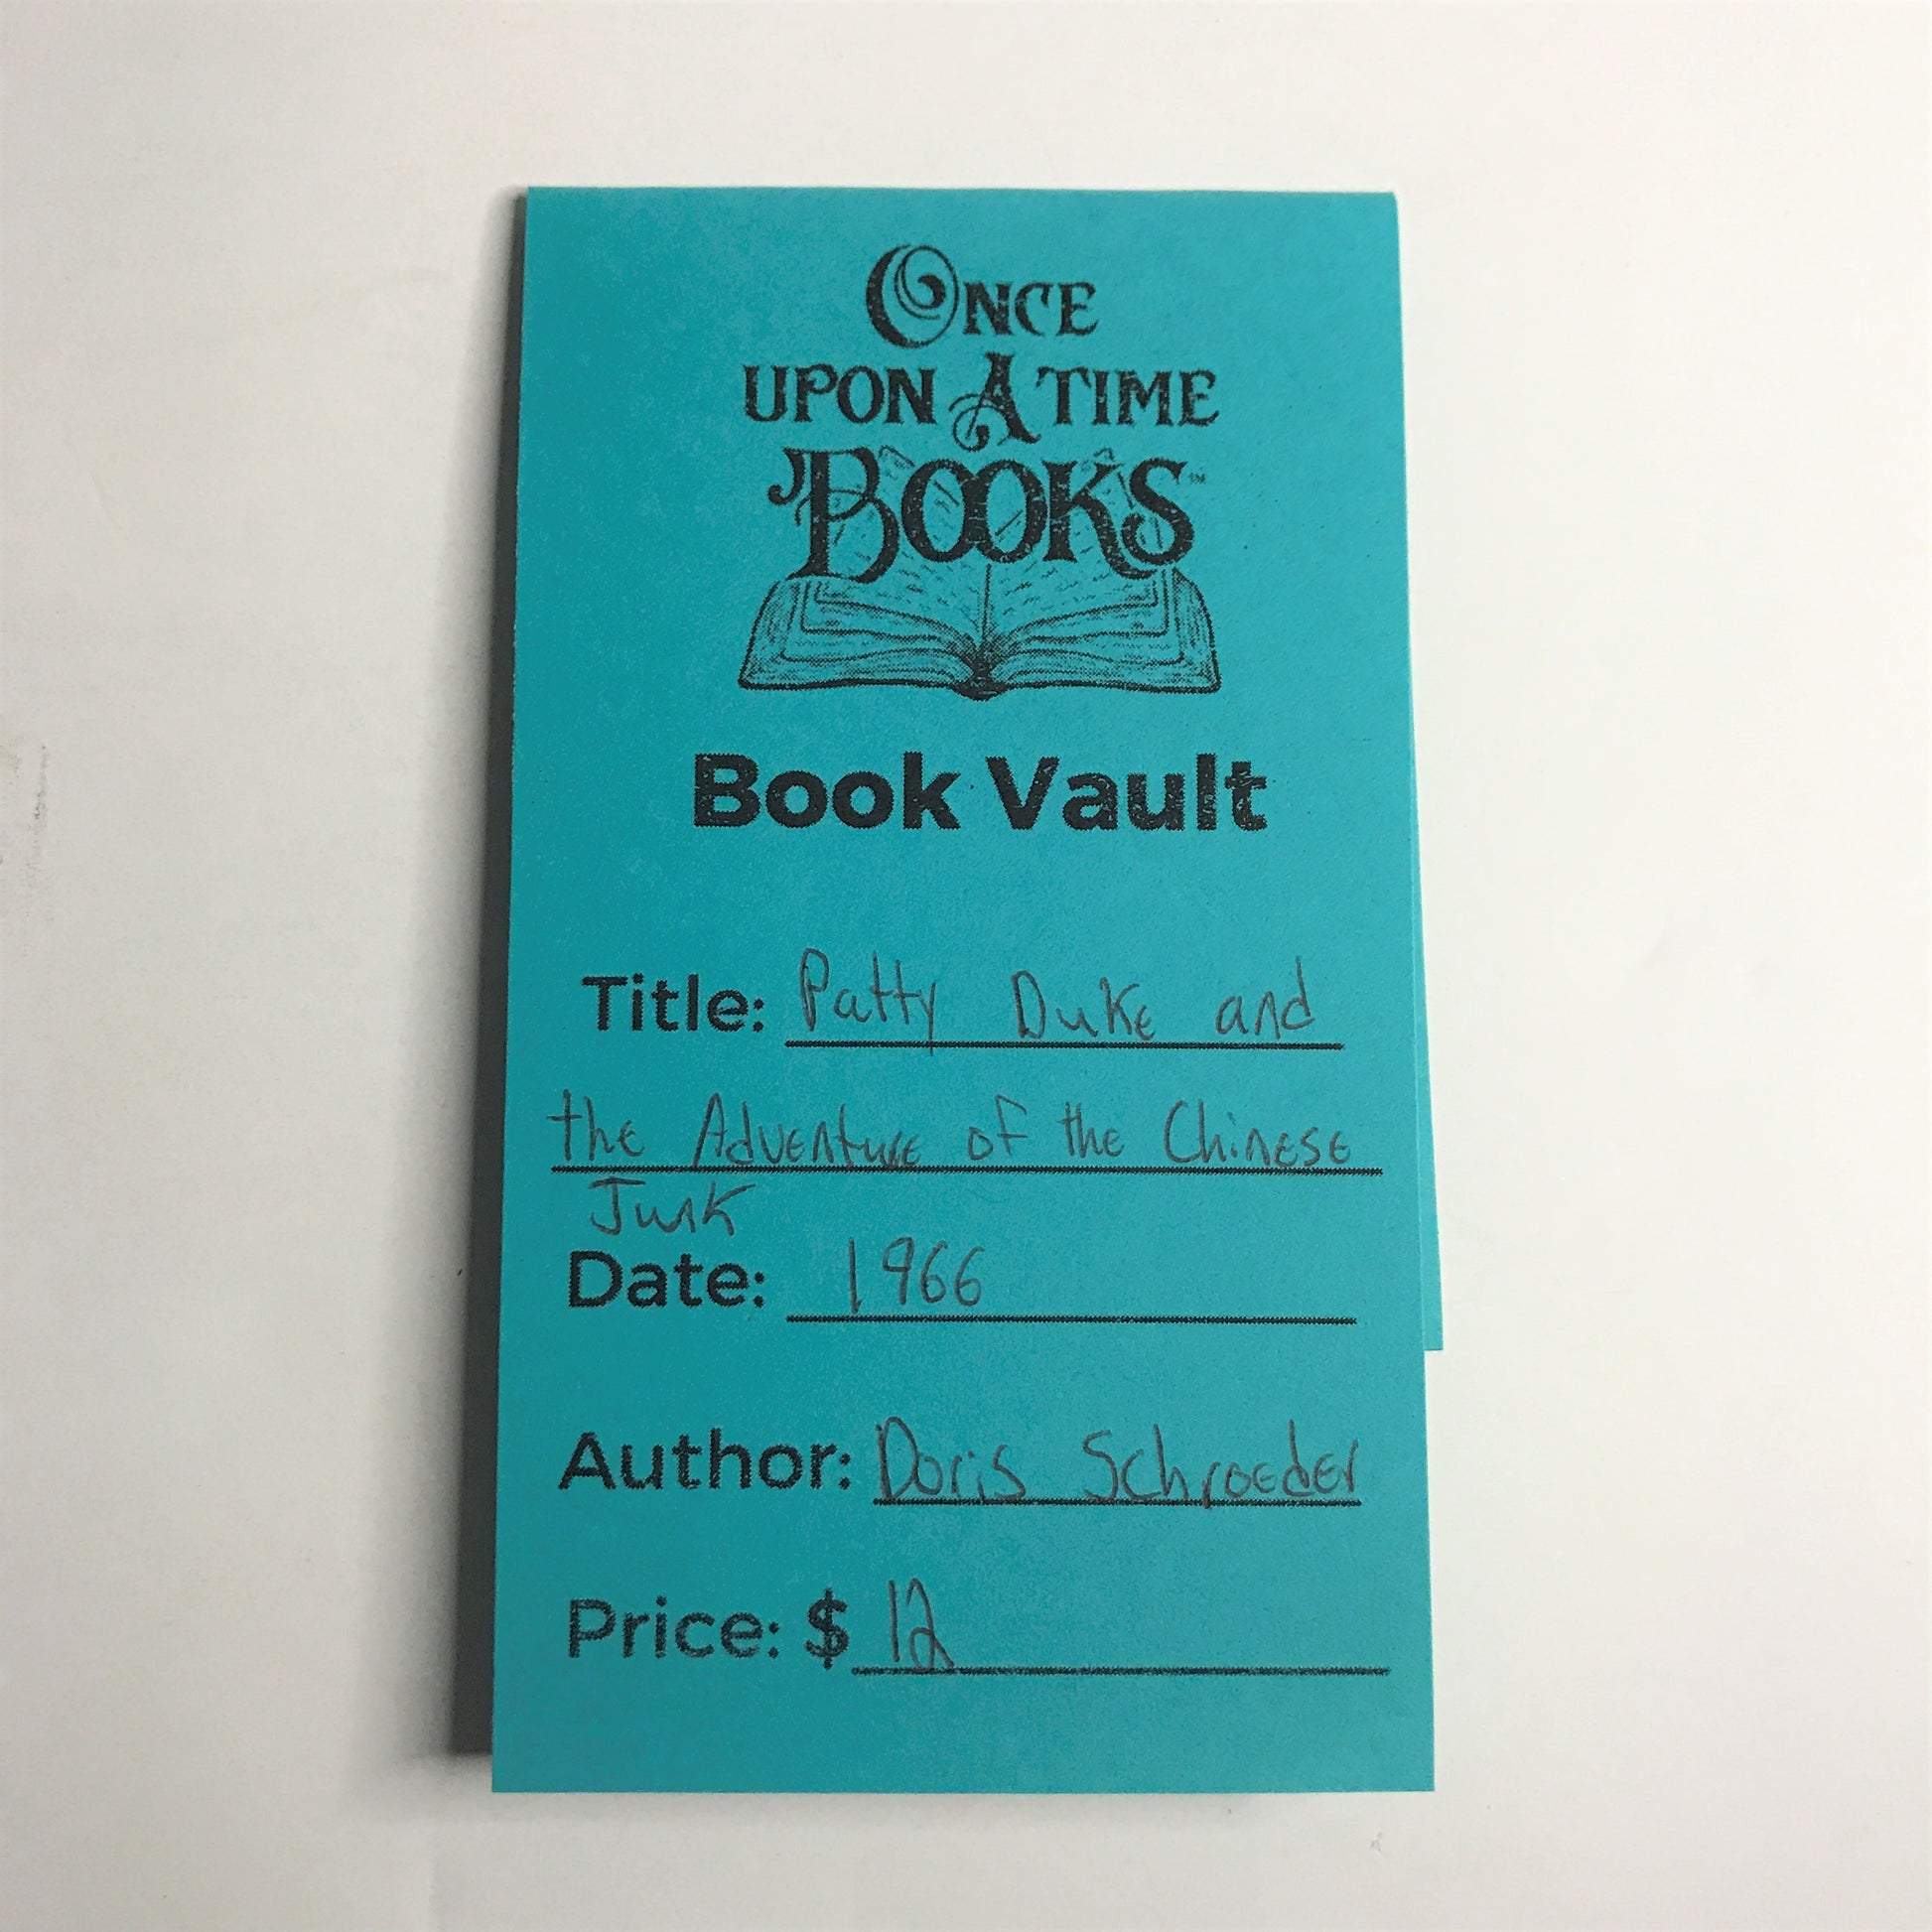 ONCE
UPON A TIME
BOOKS™
Book Vault
Title: Patty Duke and
the Adventure of the Chinese
Junk
Date: 1966
Author: Doris Schroeder
Price: $ 12